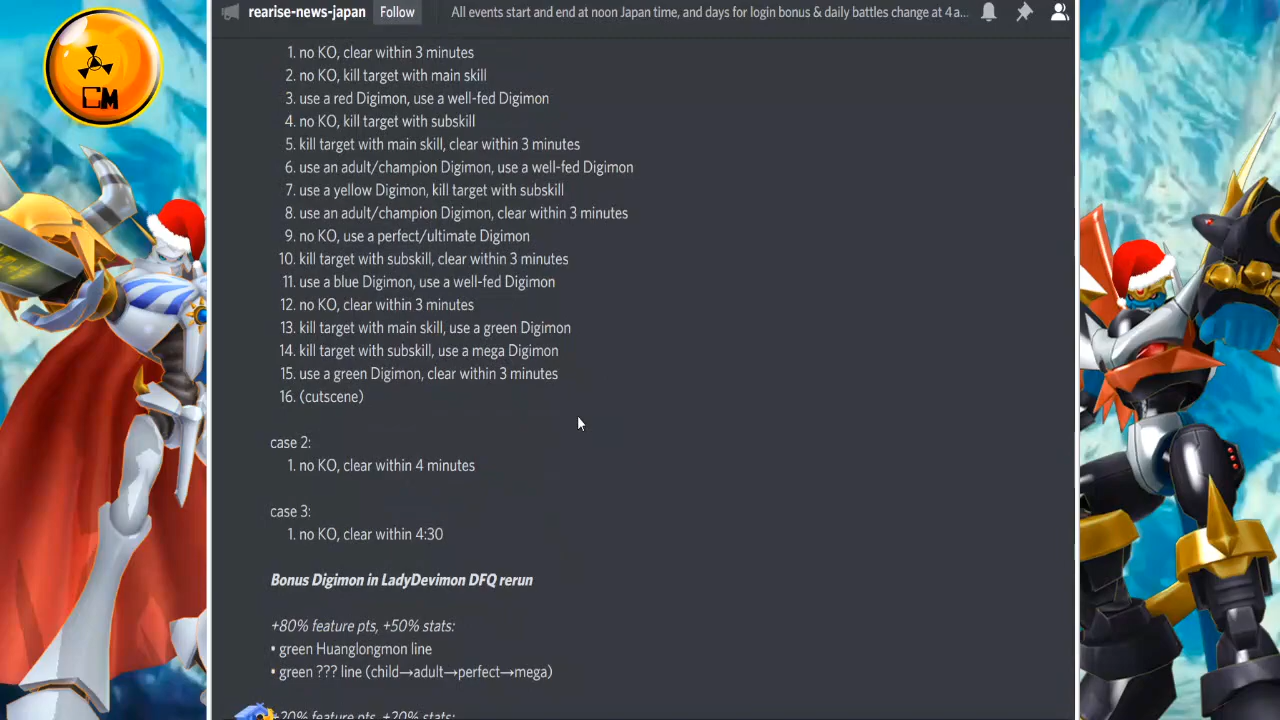 rearise-news-japan Follow All events start and end at noon Japan time, and days for login bonus & daily battles change at 4 a...
CM
1. no KO, clear within 3 minutes
2. no KO, kill target with main skill
3. use a red Digimon, use a well-fed Digimon
4. no KO, kill target with subskill
5. kill target with main skill, clear within 3 minutes
6. use an adult/champion Digimon, use a well-fed Digimon
7. use a yellow Digimon, kill target with subskill
8. use an adult/champion Digimon, clear within 3 minutes
9. no KO, use a perfect/ultimate Digimon
10. kill target with subskill, clear within 3 minutes
11. use a blue Digimon, use a well-fed Digimon
12. no KO, clear within 3 minutes
13. kill target with main skill, use a green Digimon
14. kill target with subskill, use a mega Digimon
15. use a green Digimon, clear within 3 minutes
16. (cutscene)
case 2:
1. no KO, clear within 4 minutes
case 3:
1. no KO, clear within 4:30
Bonus Digimon in LadyDevimon DFQ rerun
+80% feature pts, +50% stats:
• green Huanglongmon line
• green ??? line (child→adult→perfect→mega)
+20% feature pts, +20% stats: